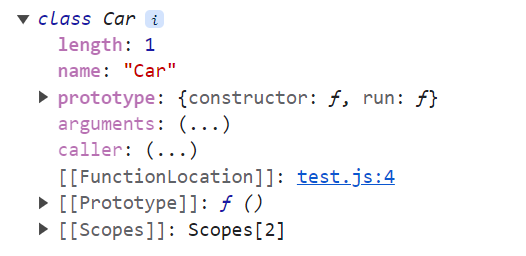 class Car i
length: 1
name: "Car"
prototype: {constructor: ƒ, run: ƒ}
arguments: (...)
caller: (...)
[[FunctionLocation]]: test.js:4
[[Prototype]]: ƒ ()
[[Scopes]]: Scopes[2]